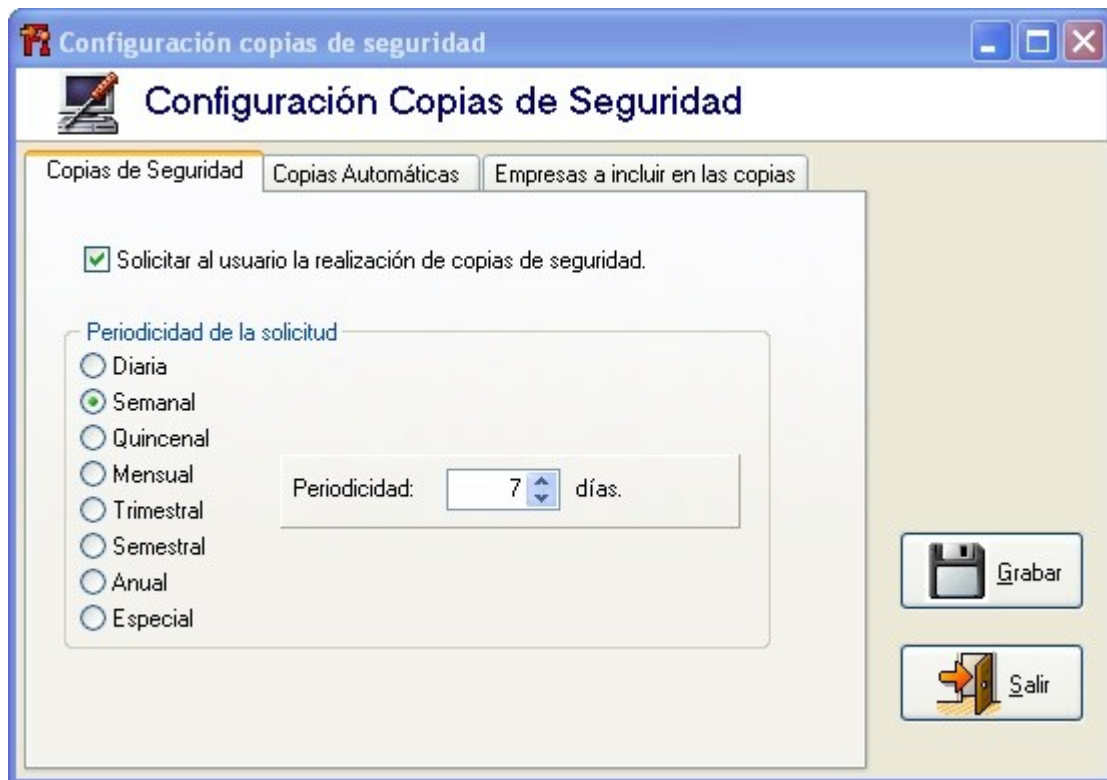 Configuración copias de seguridad
Configuración Copias de Seguridad
Copias de Seguridad
Copias Automáticas
Empresas a incluir en las copias
Solicitar al usuario la realización de copias de seguridad.
Periodicidad de la solicitud
Diaria
Semanal
Quincenal
Mensual
Trimestral
Semestral
Anual
Especial
Periodicidad: 7 días.
Grabar
Salir